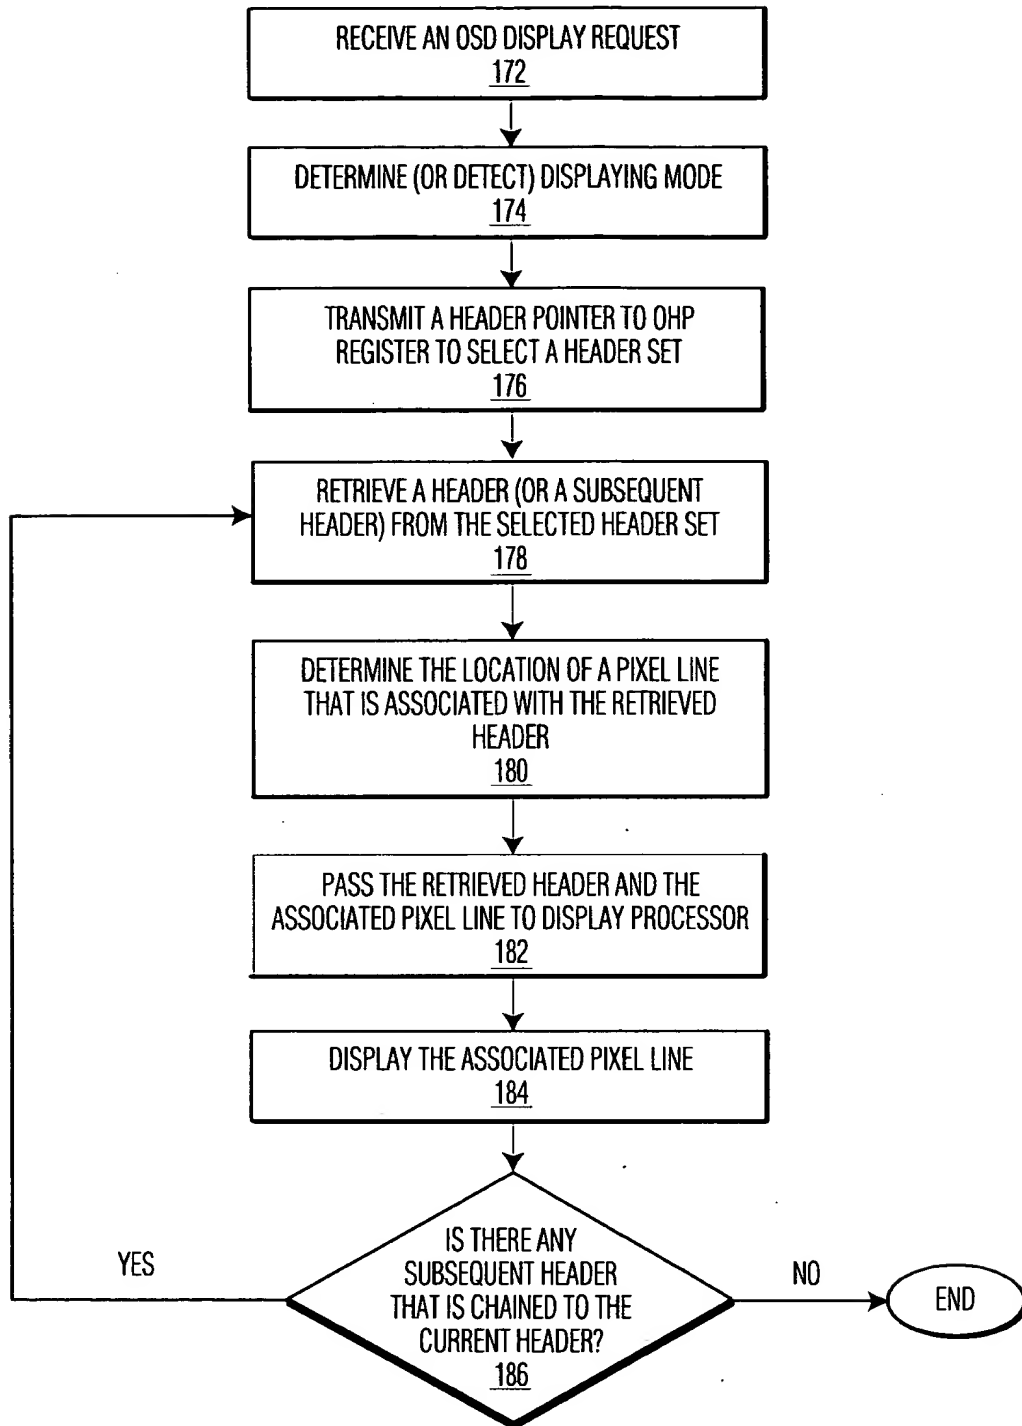 RECEIVE AN OSD DISPLAY REQUEST
172
DETERMINE (OR DETECT) DISPLAYING MODE
174
TRANSMIT A HEADER POINTER TO OHP
REGISTER TO SELECT A HEADER SET
176
RETRIEVE A HEADER (OR A SUBSEQUENT
HEADER) FROM THE SELECTED HEADER SET
178
DETERMINE THE LOCATION OF A PIXEL LINE
THAT IS ASSOCIATED WITH THE RETRIEVED
HEADER
180
PASS THE RETRIEVED HEADER AND THE
ASSOCIATED PIXEL LINE TO DISPLAY PROCESSOR
182
DISPLAY THE ASSOCIATED PIXEL LINE
184
IS THERE ANY
SUBSEQUENT HEADER
THAT IS CHAINED TO THE
CURRENT HEADER?
186
YES
NO
END